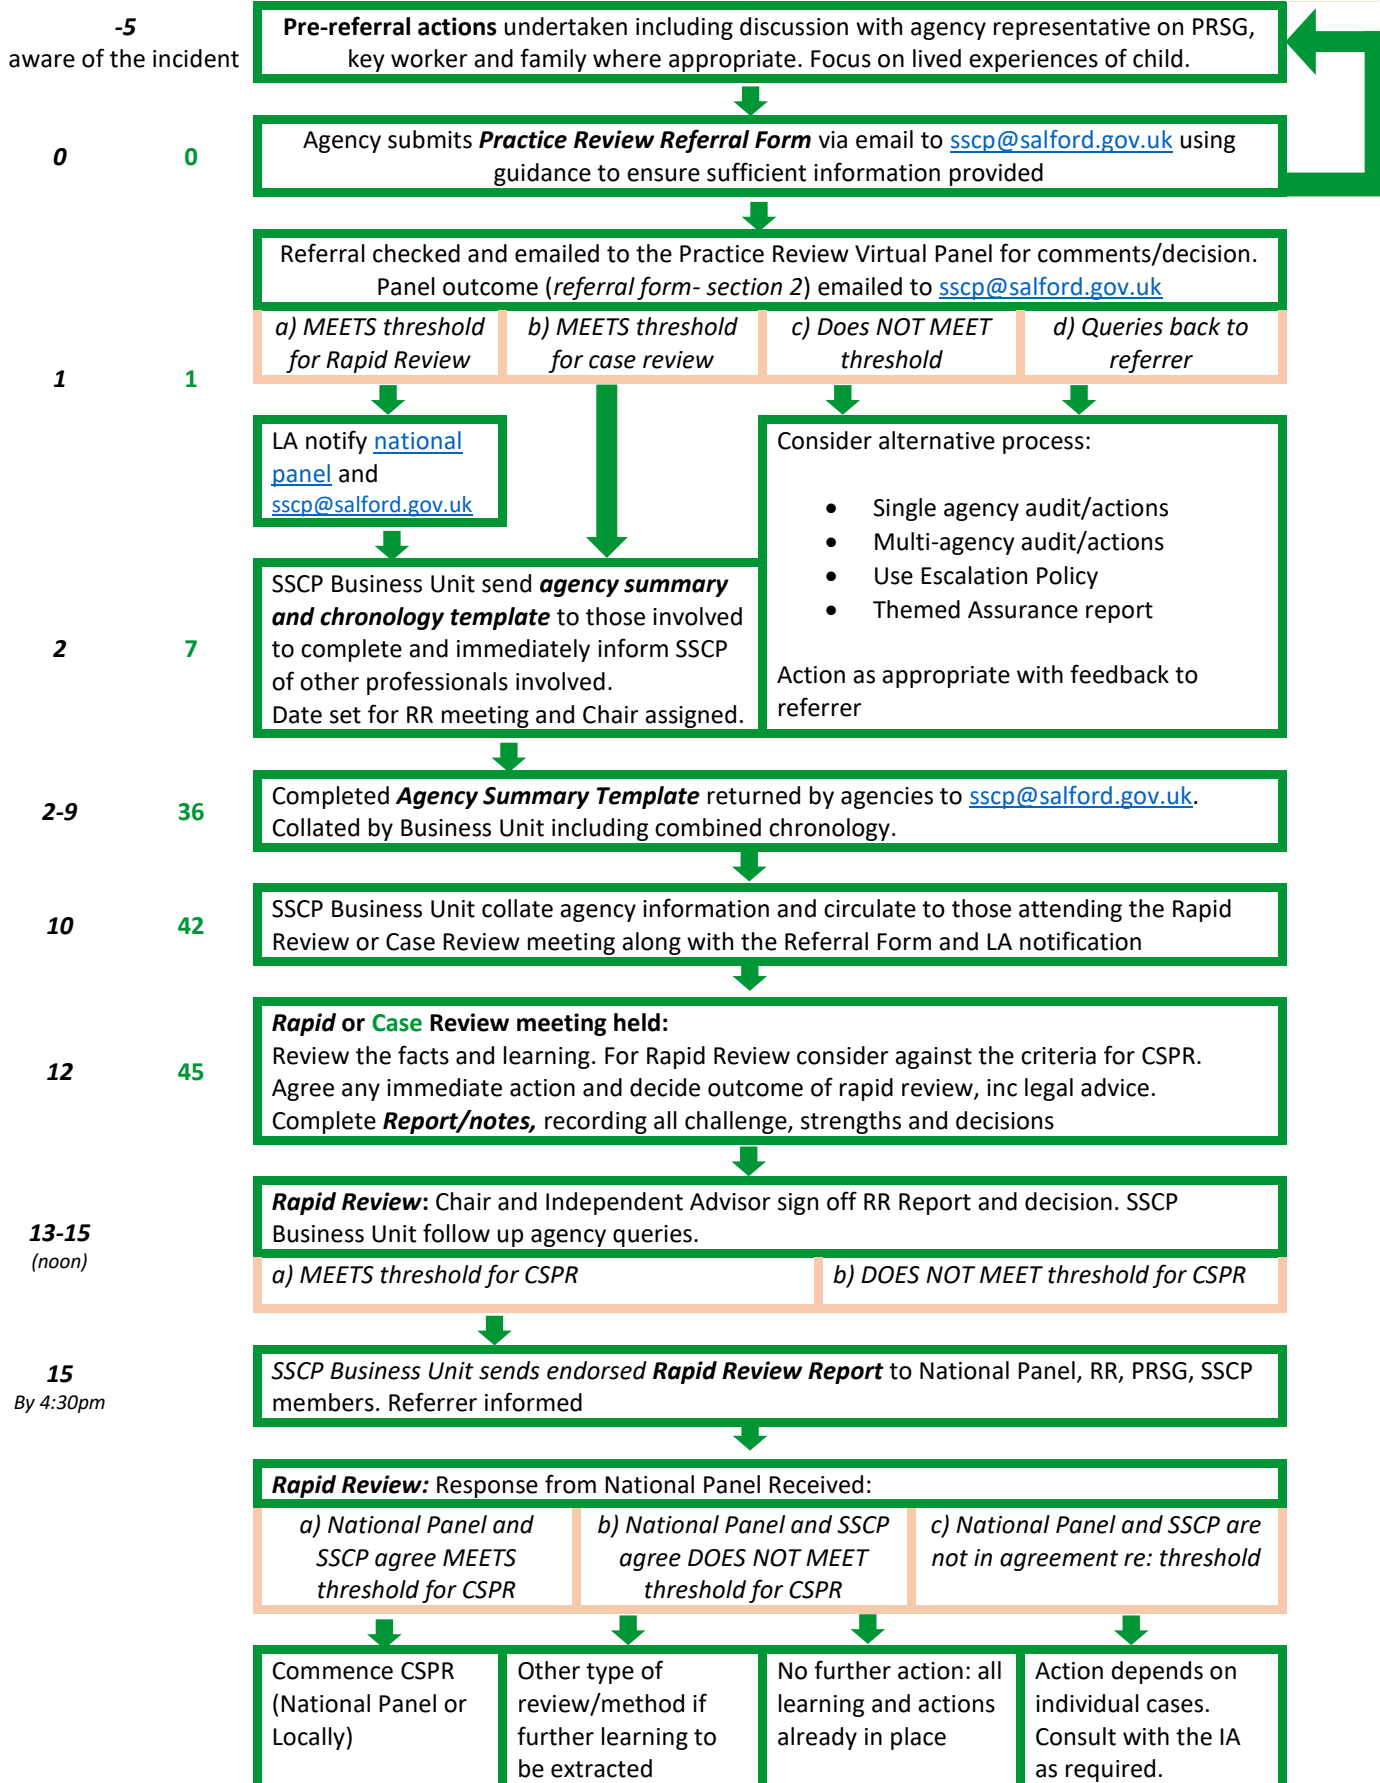 -5
aware of the incident
Pre-referral actions undertaken including discussion with agency representative on PRSG,
key worker and family where appropriate. Focus on lived experiences of child.
0 0
Agency submits Practice Review Referral Form via email to sscp@salford.gov.uk using
guidance to ensure sufficient information provided
Referral checked and emailed to the Practice Review Virtual Panel for comments/decision.
Panel outcome (referral form- section 2) emailed to sscp@salford.gov.uk
1 1
a) MEETS threshold
for Rapid Review
b) MEETS threshold
for case review
c) Does NOT MEET
threshold
d) Queries back to
referrer
LA notify national
panel and
sscp@salford.gov.uk
Consider alternative process:
• Single agency audit/actions
• Multi-agency audit/actions
• Use Escalation Policy
• Themed Assurance report
Action as appropriate with feedback to
referrer
2 7
SSCP Business Unit send agency summary
and chronology template to those involved
to complete and immediately inform SSCP
of other professionals involved.
Date set for RR meeting and Chair assigned.
2-9 36
Completed Agency Summary Template returned by agencies to sscp@salford.gov.uk.
Collated by Business Unit including combined chronology.
10 42
SSCP Business Unit collate agency information and circulate to those attending the Rapid
Review or Case Review meeting along with the Referral Form and LA notification
12 45
Rapid or Case Review meeting held:
Review the facts and learning. For Rapid Review consider against the criteria for CSPR.
Agree any immediate action and decide outcome of rapid review, inc legal advice.
Complete Report/notes, recording all challenge, strengths and decisions
13-15
(noon)
Rapid Review: Chair and Independent Advisor sign off RR Report and decision. SSCP
Business Unit follow up agency queries.
a) MEETS threshold for CSPR
b) DOES NOT MEET threshold for CSPR
15
By 4:30pm
SSCP Business Unit sends endorsed Rapid Review Report to National Panel, RR, PRSG, SSCP
members. Referrer informed
Rapid Review: Response from National Panel Received:
a) National Panel and
SSCP agree MEETS
threshold for CSPR
b) National Panel and SSCP
agree DOES NOT MEET
threshold for CSPR
c) National Panel and SSCP are
not in agreement re: threshold
Commence CSPR
(National Panel or
Locally)
Other type of
review/method if
further learning to
be extracted
No further action: all
learning and actions
already in place
Action depends on
individual cases.
Consult with the IA
as required.